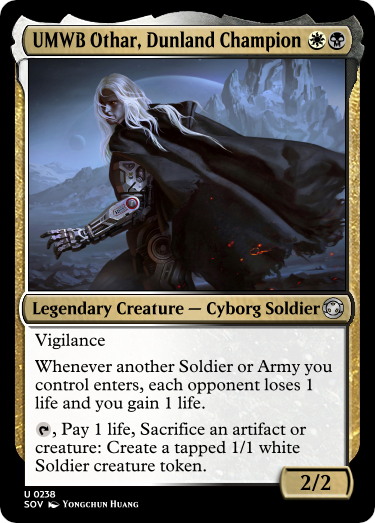 UMWB Othar, Dunland Champion
Legendary Creature — Cyborg Soldier
Vigilance
Whenever another Soldier or Army you
control enters, each opponent loses 1
life and you gain 1 life.
, Pay 1 life, Sacrifice an artifact or
creature: Create a tapped 1/1 white
Soldier creature token.
2/2
U 0238
SOV Yongchun Huang